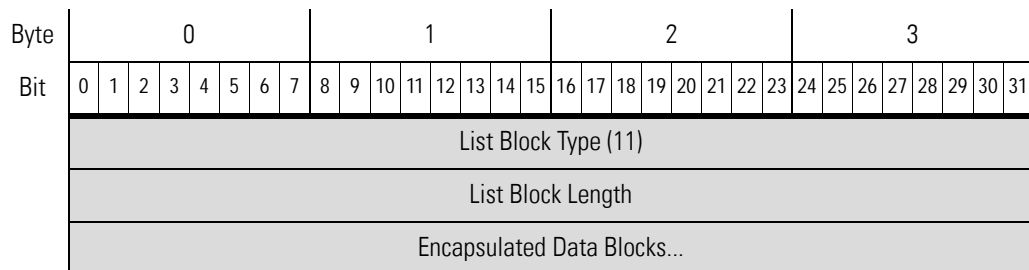 Byte 0 1 2 3
Bit 0 1 2 3 4 5 6 7 8 9 10 11 12 13 14 15 16 17 18 19 20 21 22 23 24 25 26 27 28 29 30 31
List Block Type (11)
List Block Length
Encapsulated Data Blocks...